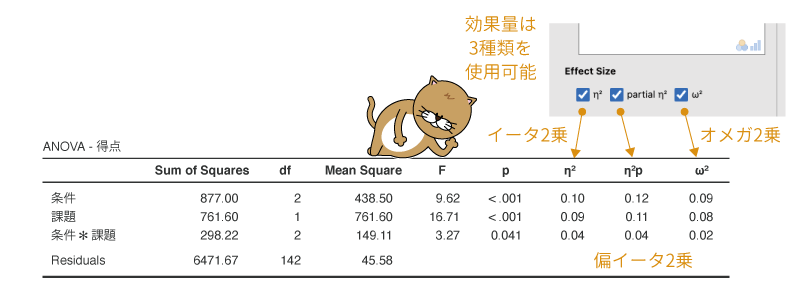 効果量は
3種類を
使用可能
Effect Size
η² partial η² ω²
イータ2乗 オメガ2乗
ANOVA - 得点
Sum of Squares df Mean Square F p η² η²p ω²
条件 877.00 2 438.50 9.62 < .001 0.10 0.12 0.09
課題 761.60 1 761.60 16.71 < .001 0.09 0.11 0.08
条件 ✻ 課題 298.22 2 149.11 3.27 0.041 0.04 0.04 0.02
Residuals 6471.67 142 45.58
偏イータ2乗